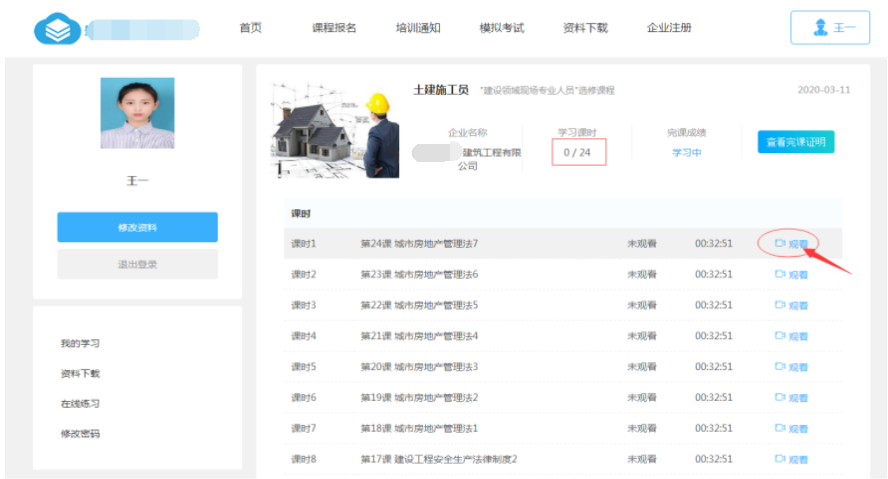 首页 课程报名 培训通知 模拟考试 资料下载 企业注册 王一
王一
修改资料
退出登录
我的学习
资料下载
在线练习
修改密码
土建施工员 "建设领域现场专业人员"选修课程 2020-03-11
企业名称 学习课时 完课成绩
建筑工程有限
公司
0 / 24
学习中
查看完课证明
课时
课时1 第24课 城市房地产管理法7 未观看 00:32:51 观看
课时2 第23课 城市房地产管理法6 未观看 00:32:51 观看
课时3 第22课 城市房地产管理法5 未观看 00:32:51 观看
课时4 第21课 城市房地产管理法4 未观看 00:32:51 观看
课时5 第20课 城市房地产管理法3 未观看 00:32:51 观看
课时6 第19课 城市房地产管理法2 未观看 00:32:51 观看
课时7 第18课 城市房地产管理法1 未观看 00:32:51 观看
课时8 第17课 建设工程安全生产法律制度2 未观看 00:32:51 观看